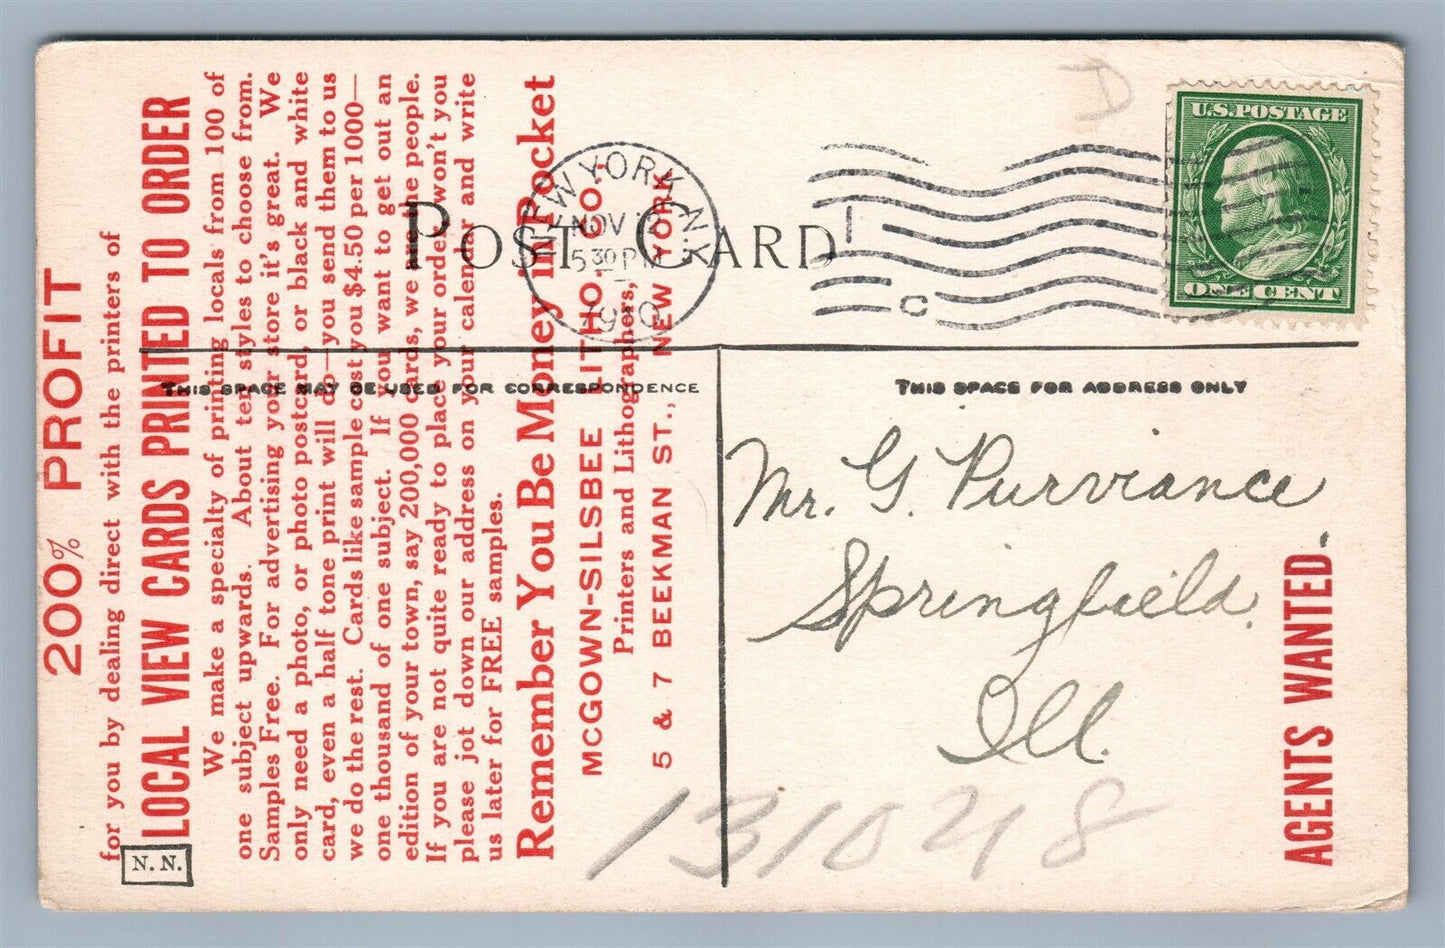 200% PROFIT
for you by dealing direct with the printers of
LOCAL VIEW CARDS PRINTED TO ORDER
We make a specialty of printing locals from 100 of
one subject upwards. About ten styles to choose from.
Samples Free. For advertising your store it's great. We
only need a photo, or photo postcard, or black and white
card, even a half tone print will do—you send them to us
we do the rest. Cards like sample cost you $4.50 per 1000—
one thousand of one subject. If you want to get out an
edition of your town, say 200,000 cards, we are the people.
If you are not quite ready to place your order, won't you
please jot down our address on your calendar and write
us later for FREE samples.
Remember You Be Money in Pocket
MCGOWN-SILSBEE LITHO. CO.
Printers and Lithographers,
5 & 7 BEEKMAN ST., NEW YORK
N. N.
POST CARD
NEW YORK, N.Y.
NOV
5 30 PM
1910
C
D
U.S. POSTAGE
ONE CENT
THIS SPACE MAY BE USED FOR CORRESPONDENCE
THIS SPACE FOR ADDRESS ONLY
Mr. G. Purviance
Springfield.
Ill.
131048
AGENTS WANTED.